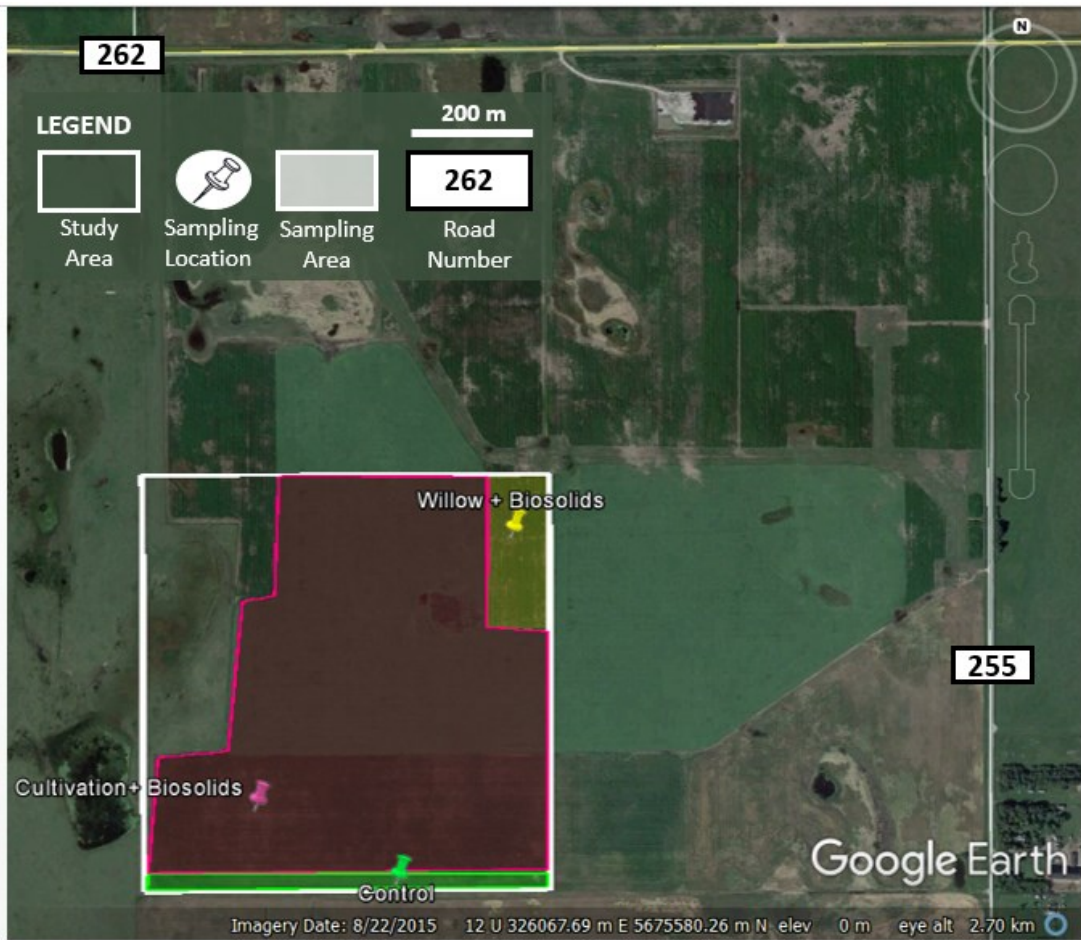 262
N
LEGEND
200 m
262
Study
Area
Sampling
Location
Sampling
Area
Road
Number
Willow + Biosolids
255
Cultivation+ Biosolids
Control
Google Earth
Imagery Date: 8/22/2015 12 U 326067.69 m E 5675580.26 m N elev 0 m eye alt 2.70 km